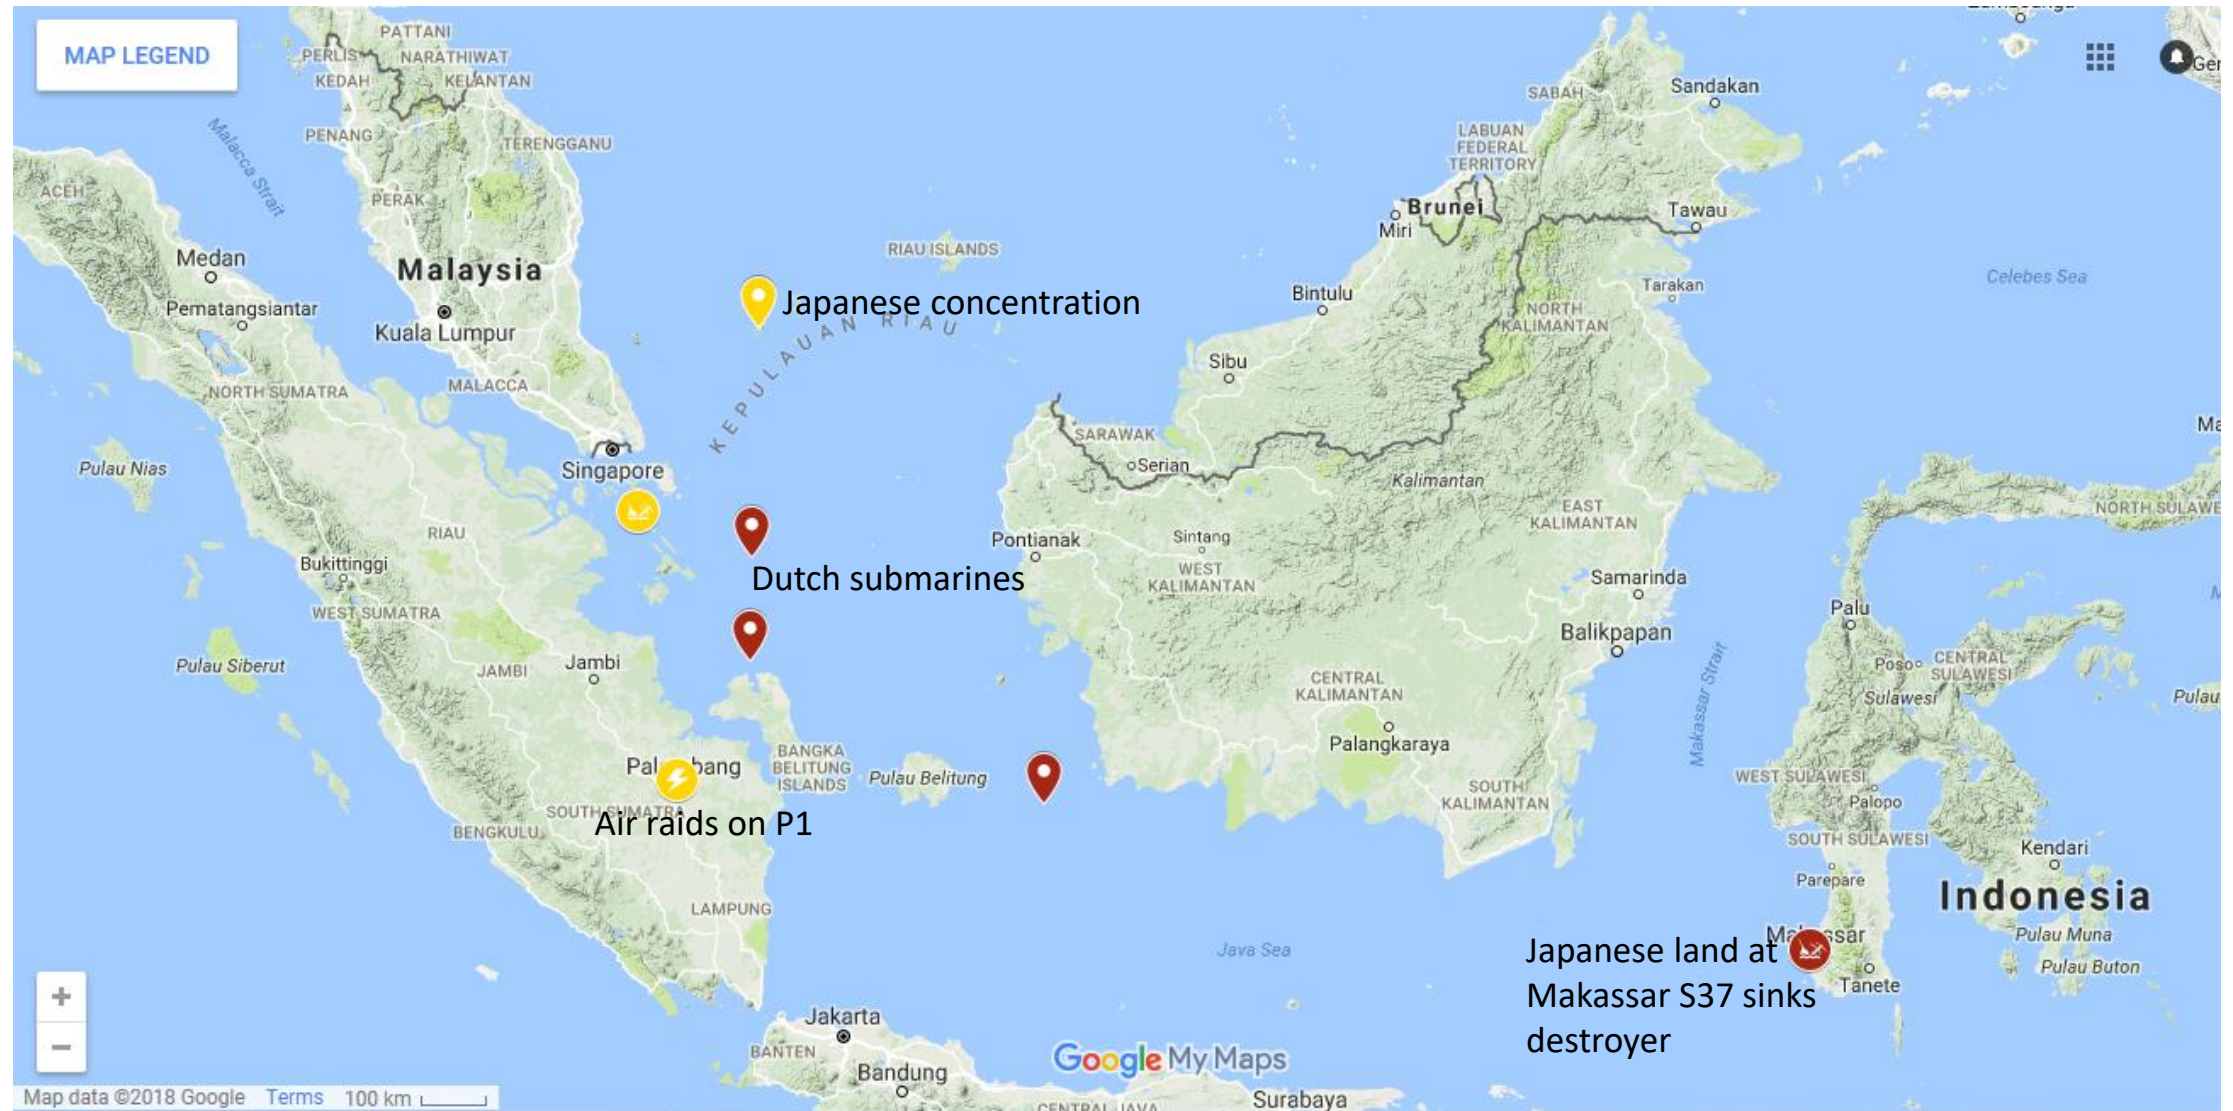 MAP LEGEND
PATTANI
PERLIS
NARATHIWAT
KEDAH
KELANTAN
Sandakan
SABAH
PENANG
TERENGGANU
LABUAN
FEDERAL
TERRITORY
Malacca Strait
ACEH
PERAK
Brunei
Miri
Tawau
RIAU ISLANDS
Medan
Malaysia
Celebes Sea
Tarakan
Japanese concentration
Bintulu
Pematangsiantar
Kuala Lumpur
KEPULAUAN RIAU
NORTH
KALIMANTAN
Sibu
MALACCA
NORTH SUMATRA
SARAWAK
Serian
Pulau Nias
Singapore
Kalimantan
EAST
KALIMANTAN
NORTH SULAWE
RIAU
Pontianak
Sintang
Bukittinggi
WEST
KALIMANTAN
Dutch submarines
Samarinda
WEST SUMATRA
Palu
Balikpapan
Pulau Siberut
JAMBI
Jambi
Makassar Strait
Poso
CENTRAL
SULAWESI
CENTRAL
KALIMANTAN
Sulawesi
Pulau
Palangkaraya
BANGKA
BELITUNG
ISLANDS
Pulau Belitung
WEST SULAWESI
SOUTH
KALIMANTAN
Palopo
SOUTH SUMATRA
Air raids on P1
BENGKULU
SOUTH SULAWESI
Kendari
Parepare
Indonesia
LAMPUNG
Java Sea
Japanese land at
Makassar S37 sinks
destroyer
Pulau Muna
Pulau Buton
Tanete
Jakarta
BANTEN
Bandung
Google My Maps
CENTRAL JAVA
Surabaya
Map data ©2018 Google Terms 100 km